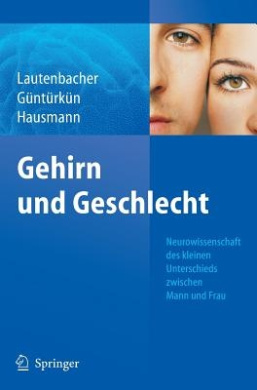 Lautenbacher
Güntürkün
Hausmann
Gehirn
und Geschlecht
Neurowissenschaft
des kleinen
Unterschieds
zwischen
Mann und Frau
Springer